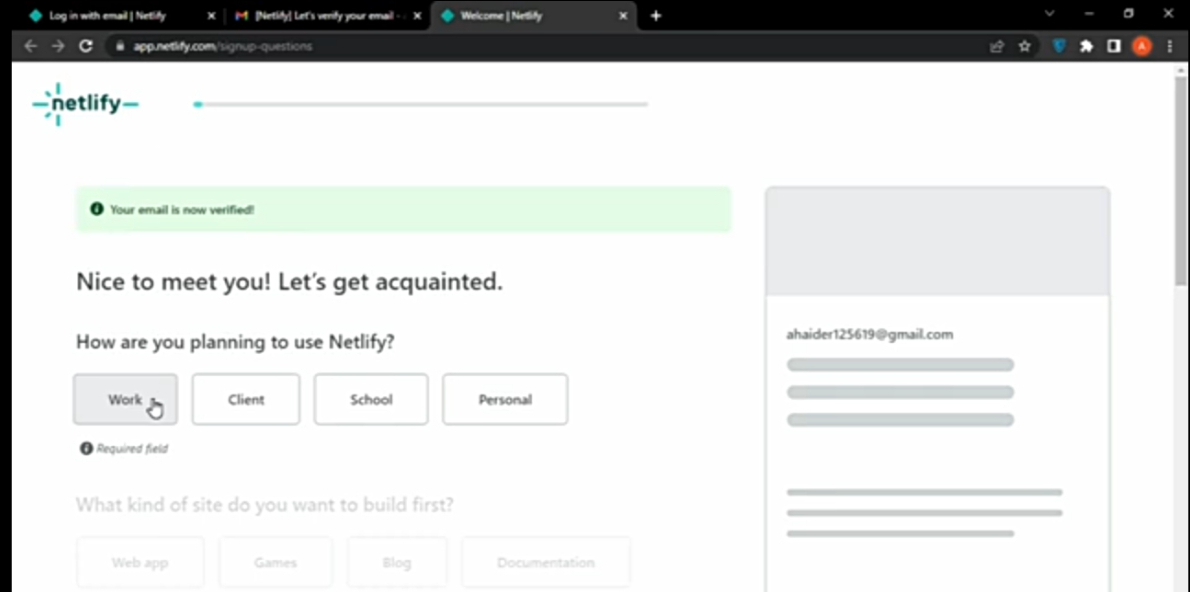 Log in with email | Netlify
[Netlify] Let's verify your email -
Welcome | Netlify
app.netlify.com/signup-questions
A
netlify
Your email is now verified!
Nice to meet you! Let's get acquainted.
ahaider125619@gmail.com
How are you planning to use Netlify?
Work Client School Personal
Required field
What kind of site do you want to build first?
Web app Games Blog Documentation